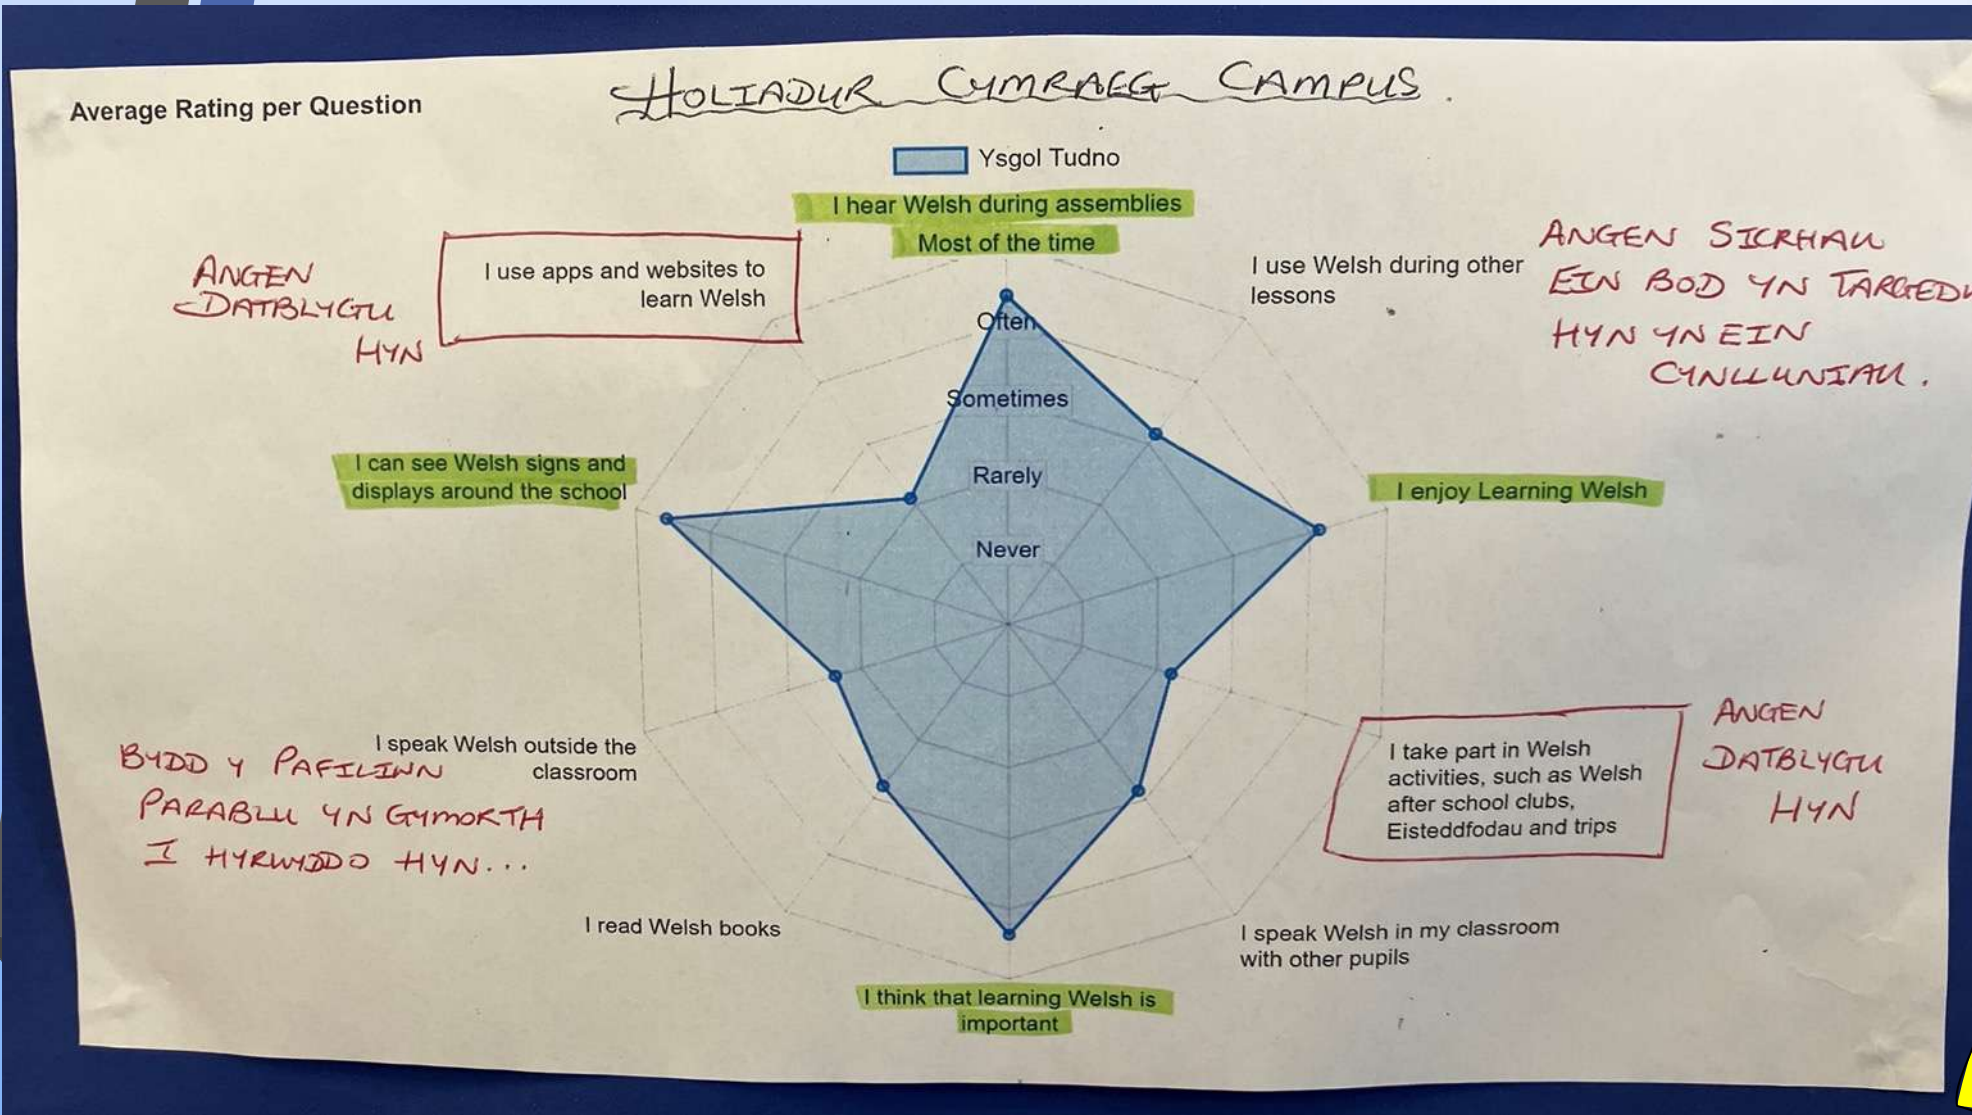 Average Rating per Question
HOLIADUR CYMRAEG CAMPUS.
Ysgol Tudno
I hear Welsh during assemblies
Most of the time
Often
Sometimes
Rarely
Never
I use Welsh during other
lessons
ANGEN SICRHAU
EIN BOD YN TARGEDU
HYN YN EIN
CYNLLUNIAU.
I enjoy Learning Welsh
I take part in Welsh
activities, such as Welsh
after school clubs,
Eisteddfodau and trips
ANGEN
DATBLYGU
HYN
I speak Welsh in my classroom
with other pupils
I think that learning Welsh is
important
I read Welsh books
I speak Welsh outside the
classroom
BYDD Y PAFILIWN
PARABLU YN GYMORTH
I HYRWYDDO HYN...
I can see Welsh signs and
displays around the school
I use apps and websites to
learn Welsh
ANGEN
DATBLYGU
HYN